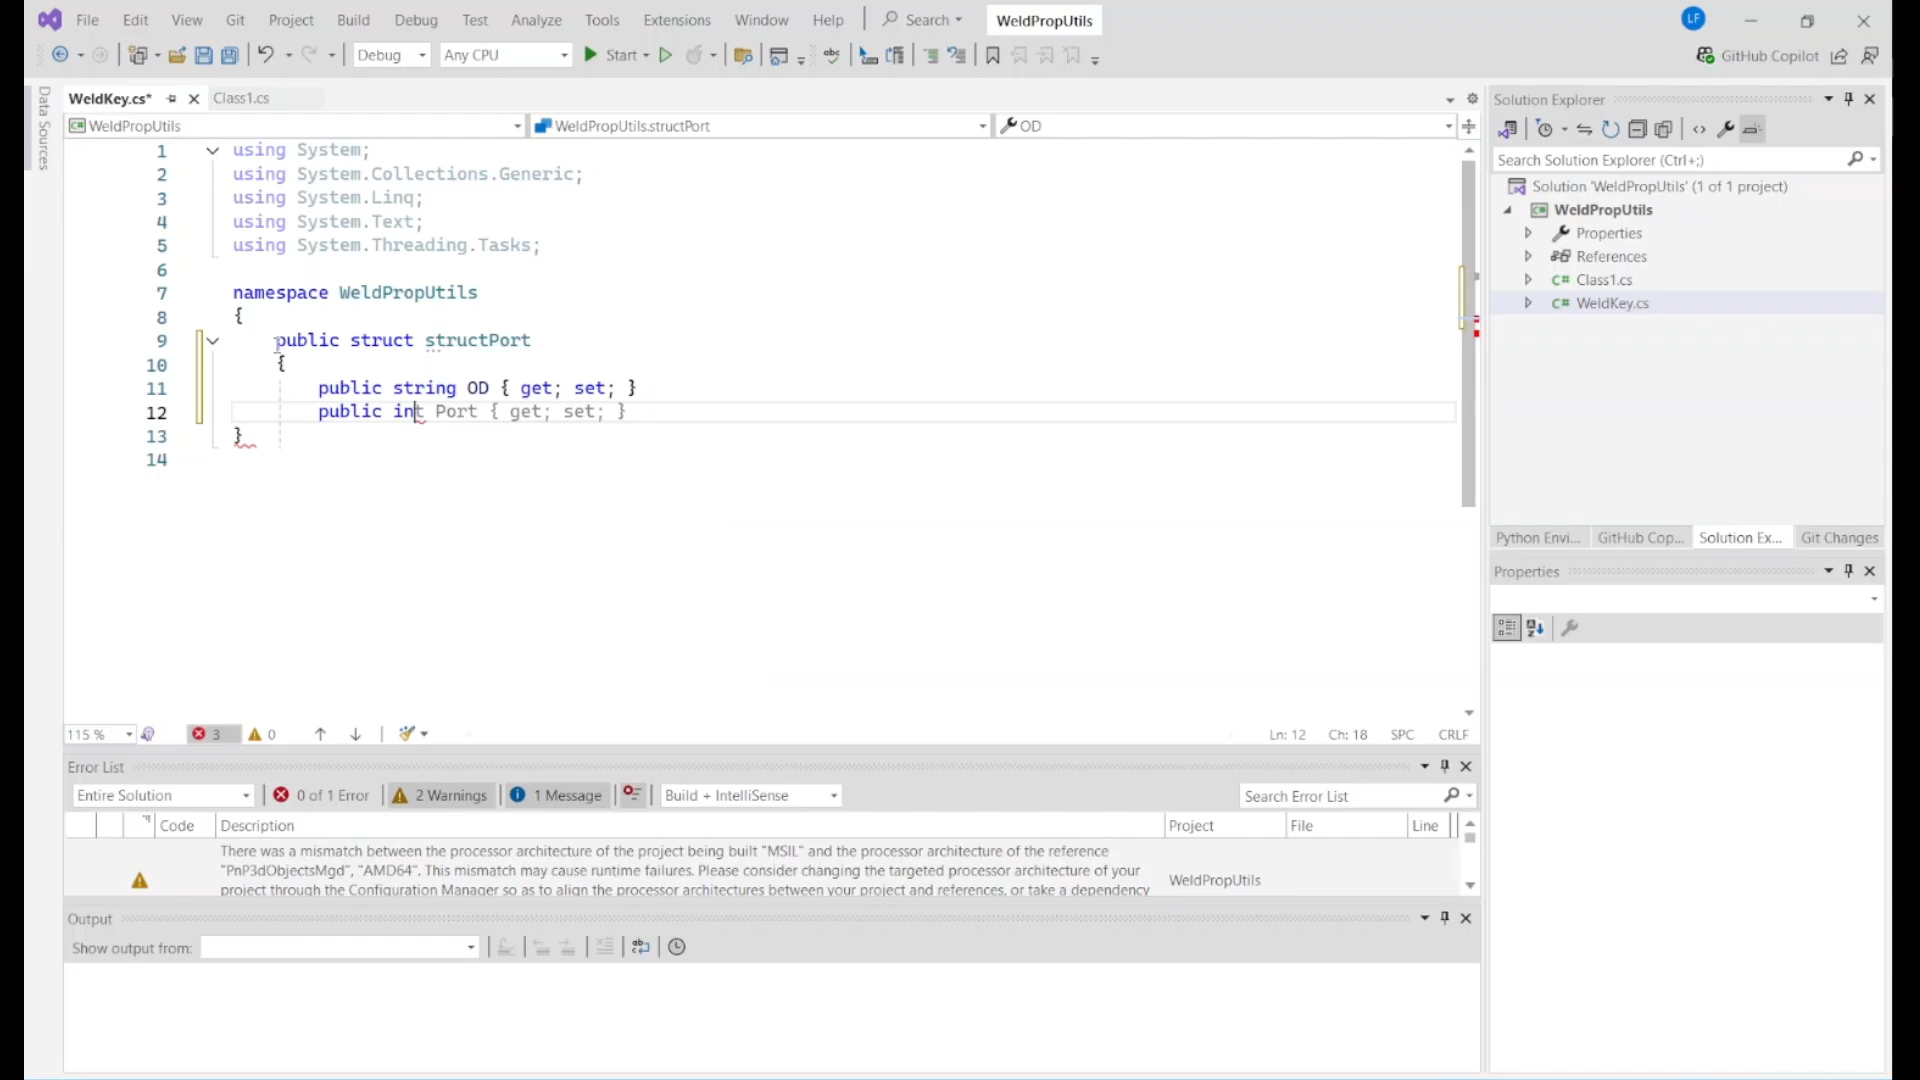 File Edit View Git Project Build Debug Test Analyze Tools Extensions Window Help Search WeldPropUtils LF
Debug Any CPU Start GitHub Copilot
Data Sources
WeldKey.cs* Class1.cs
WeldPropUtils WeldPropUtils.structPort OD
1 using System;
2 using System.Collections.Generic;
3 using System.Linq;
4 using System.Text;
5 using System.Threading.Tasks;
6
7 namespace WeldPropUtils
8 {
9 public struct structPort
10 {
11 public string OD { get; set; }
12 public int Port { get; set; }
13 }
14
115 % 3 0 Ln: 12 Ch: 18 SPC CRLF
Error List
Entire Solution 0 of 1 Error 2 Warnings 1 Message Build + IntelliSense Search Error List
Code Description Project File Line
There was a mismatch between the processor architecture of the project being built "MSIL" and the processor architecture of the reference
"PnP3dObjectsMgd", "AMD64". This mismatch may cause runtime failures. Please consider changing the targeted processor architecture of your
project through the Configuration Manager so as to align the processor architectures between your project and references, or take a dependency
WeldPropUtils
Output
Show output from:
Solution Explorer
Search Solution Explorer (Ctrl+;)
Solution 'WeldPropUtils' (1 of 1 project)
WeldPropUtils
Properties
References
C# Class1.cs
C# WeldKey.cs
Python Envi... GitHub Cop... Solution Ex... Git Changes
Properties